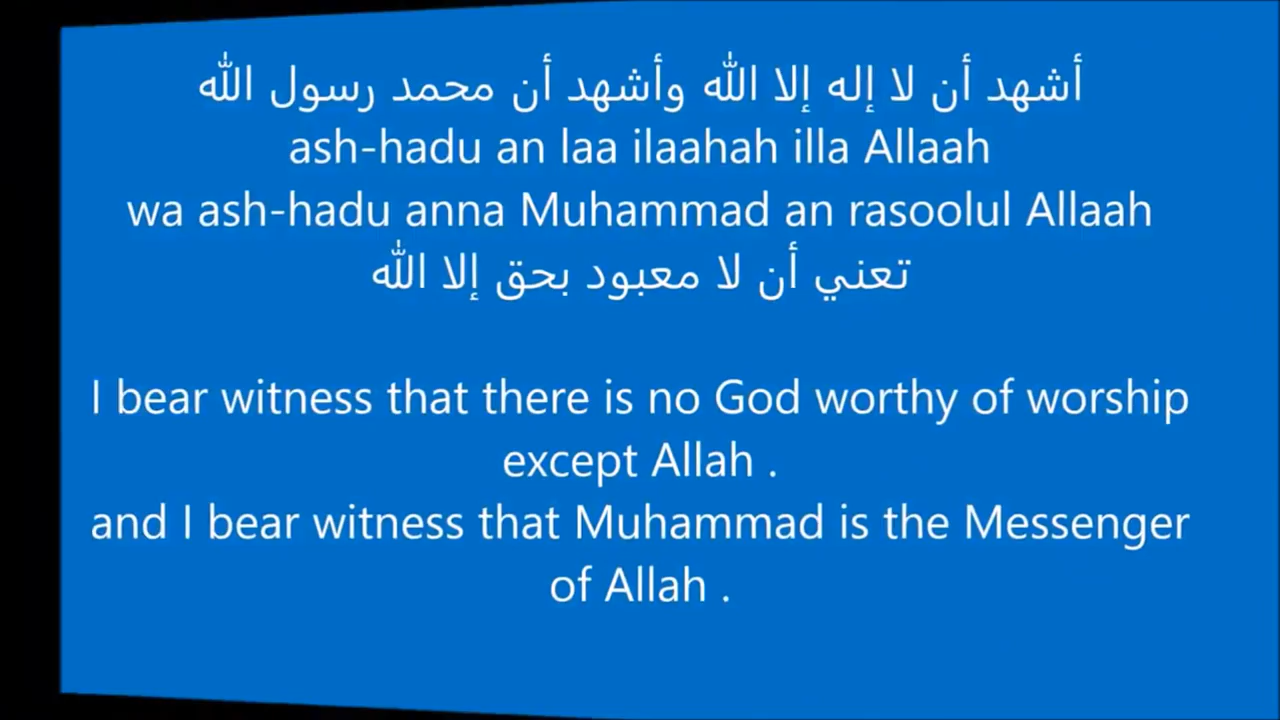 أشهد أن لا إله إلا الله وأشهد أن محمد رسول الله
ash-hadu an laa ilaahah illa Allaah
wa ash-hadu anna Muhammad an rasoolul Allaah
تعني أن لا معبود بحق إلا الله
I bear witness that there is no God worthy of worship
except Allah .
and I bear witness that Muhammad is the Messenger
of Allah .